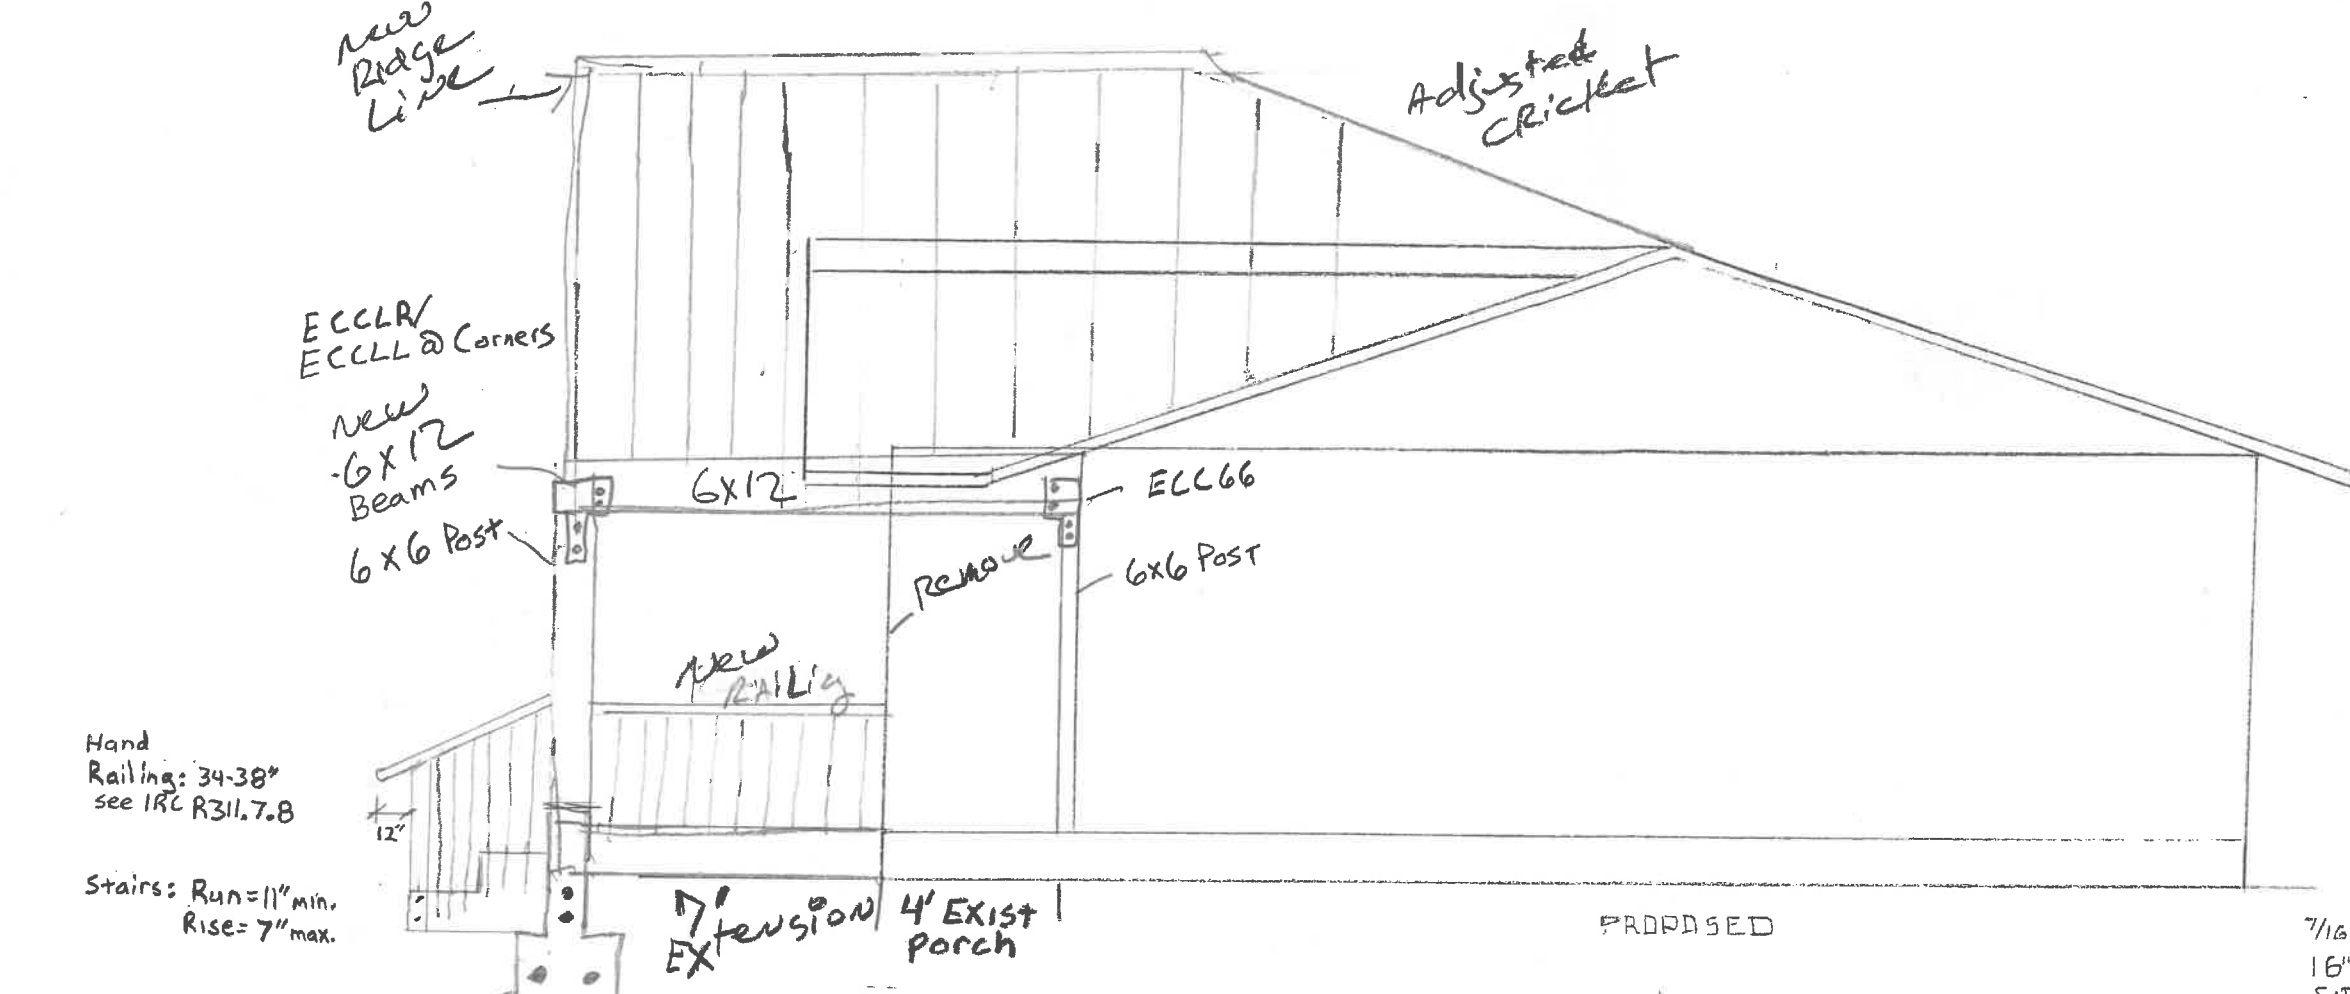 New
Ridge
Line
Adjusted
CRicket
ECCLR/
ECCLL @ Corners
New
6x12
Beams
6x6 Post
6x12
ECC66
Remove
6x6 Post
New
RAiLig
Hand
Railing: 34-38"
see IRC R311.7.8
12"
Stairs: Run=11" min.
Rise= 7" max.
7'
EXtension
4' Exist
Porch
PROPOSED
7/16
16"